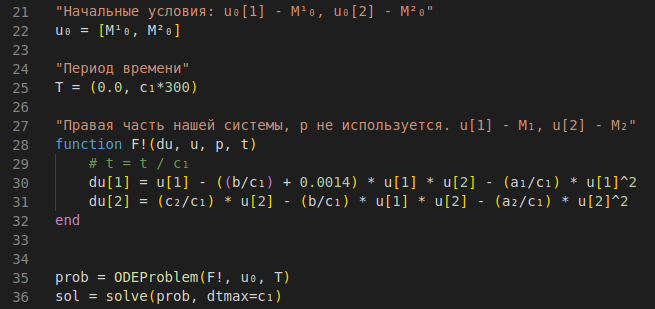 21 "Начальные условия: u₀[1] - M¹₀, u₀[2] - M²₀"
22 u₀ = [M¹₀, M²₀]
23
24 "Период времени"
25 T = (0.0, c₁*300)
26
27 "Правая часть нашей системы, p не используется. u[1] - M₁, u[2] - M₂"
28 function F!(du, u, p, t)
29     # t = t / c₁
30     du[1] = u[1] - ((b/c₁) + 0.0014) * u[1] * u[2] - (a₁/c₁) * u[1]^2
31     du[2] = (c₂/c₁) * u[2] - (b/c₁) * u[1] * u[2] - (a₂/c₁) * u[2]^2
32 end
33
34
35 prob = ODEProblem(F!, u₀, T)
36 sol = solve(prob, dtmax=c₁)